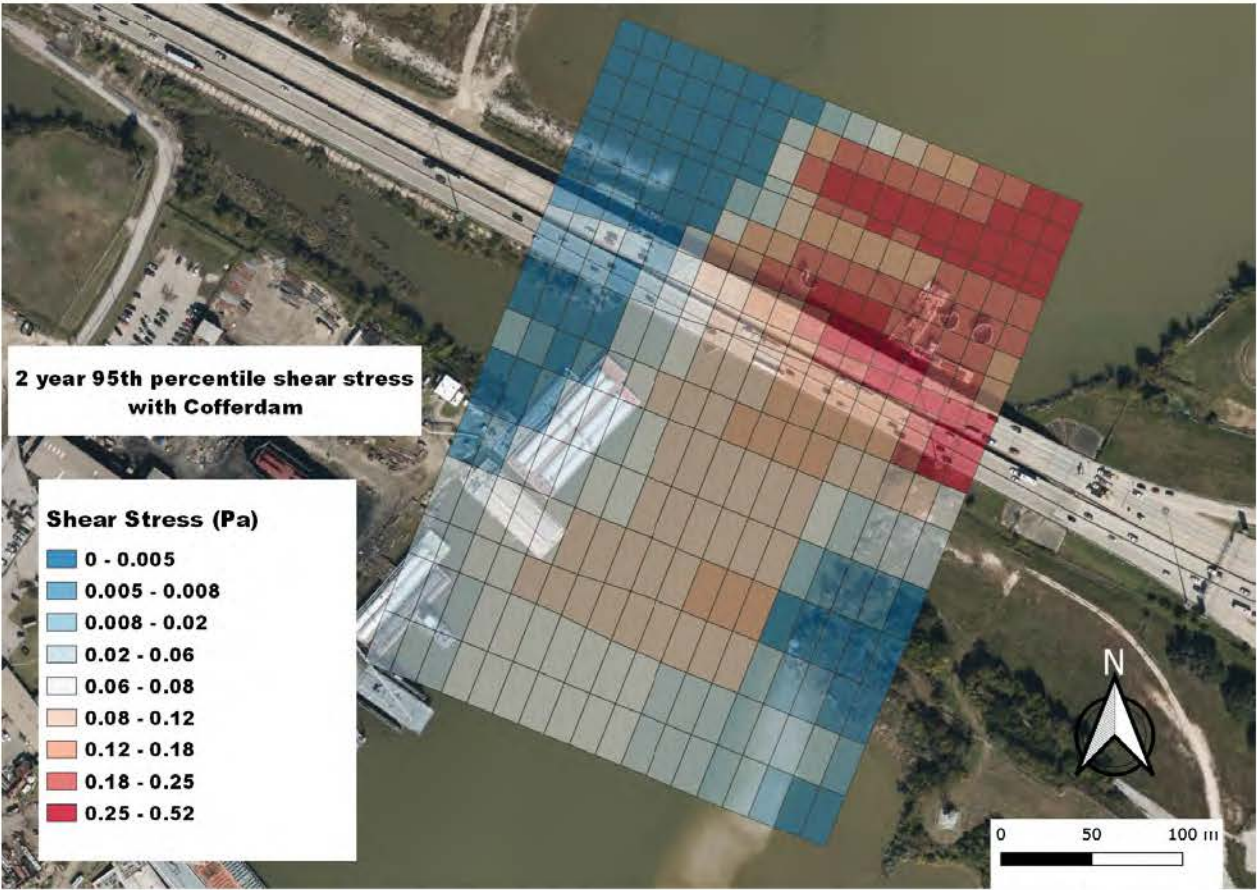 2 year 95th percentile shear stress
with Cofferdam
Shear Stress (Pa)
0 - 0.005
0.005 - 0.008
0.008 - 0.02
0.02 - 0.06
0.06 - 0.08
0.08 - 0.12
0.12 - 0.18
0.18 - 0.25
0.25 - 0.52
N
0 50 100 m